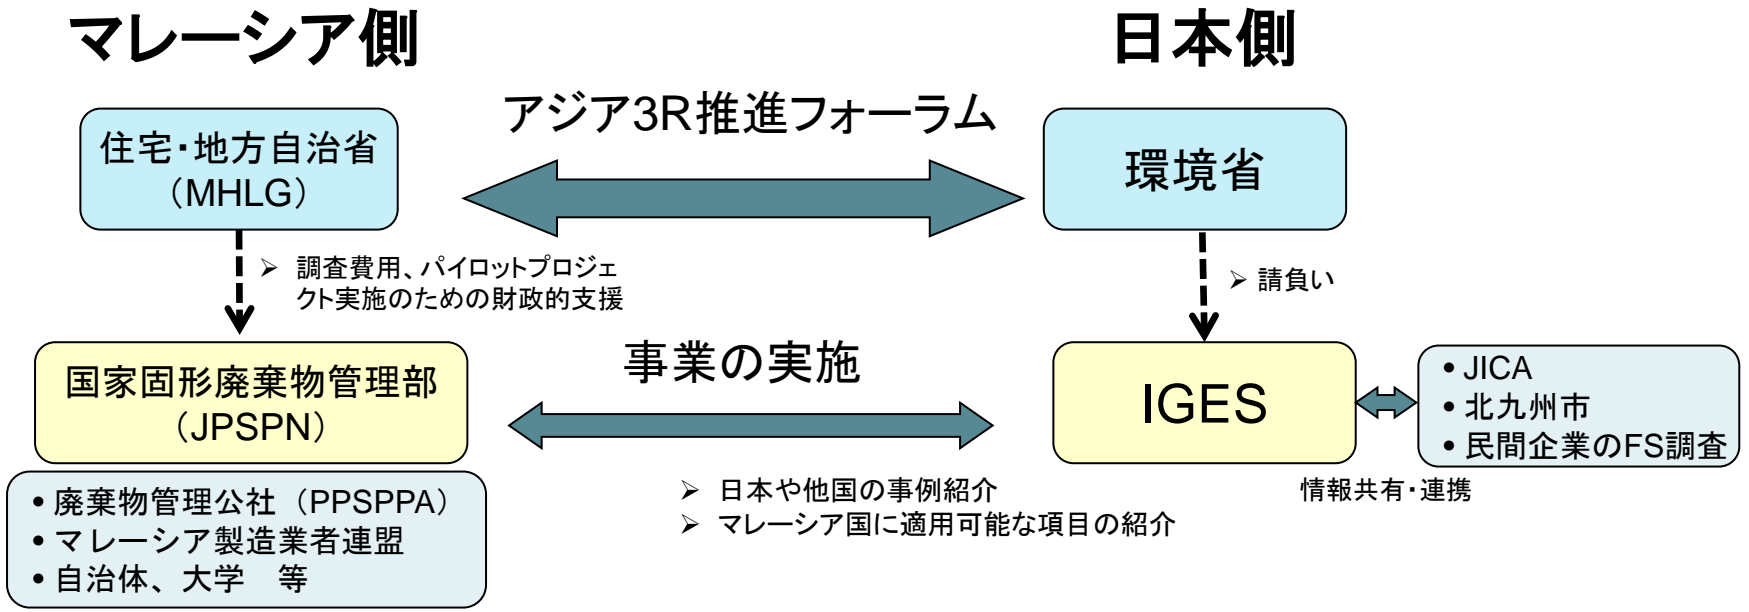 マレーシア側
日本側
アジア3R推進フォーラム
住宅・地方自治省
（MHLG）
環境省
➢ 調査費用、パイロットプロジェ
クト実施のための財政的支援
➢ 請負い
事業の実施
国家固形廃棄物管理部
（JPSPN）
IGES
• JICA
• 北九州市
• 民間企業のFS調査
情報共有・連携
• 廃棄物管理公社（PPSPPA）
• マレーシア製造業者連盟
• 自治体、大学　等
➢ 日本や他国の事例紹介
➢ マレーシア国に適用可能な項目の紹介